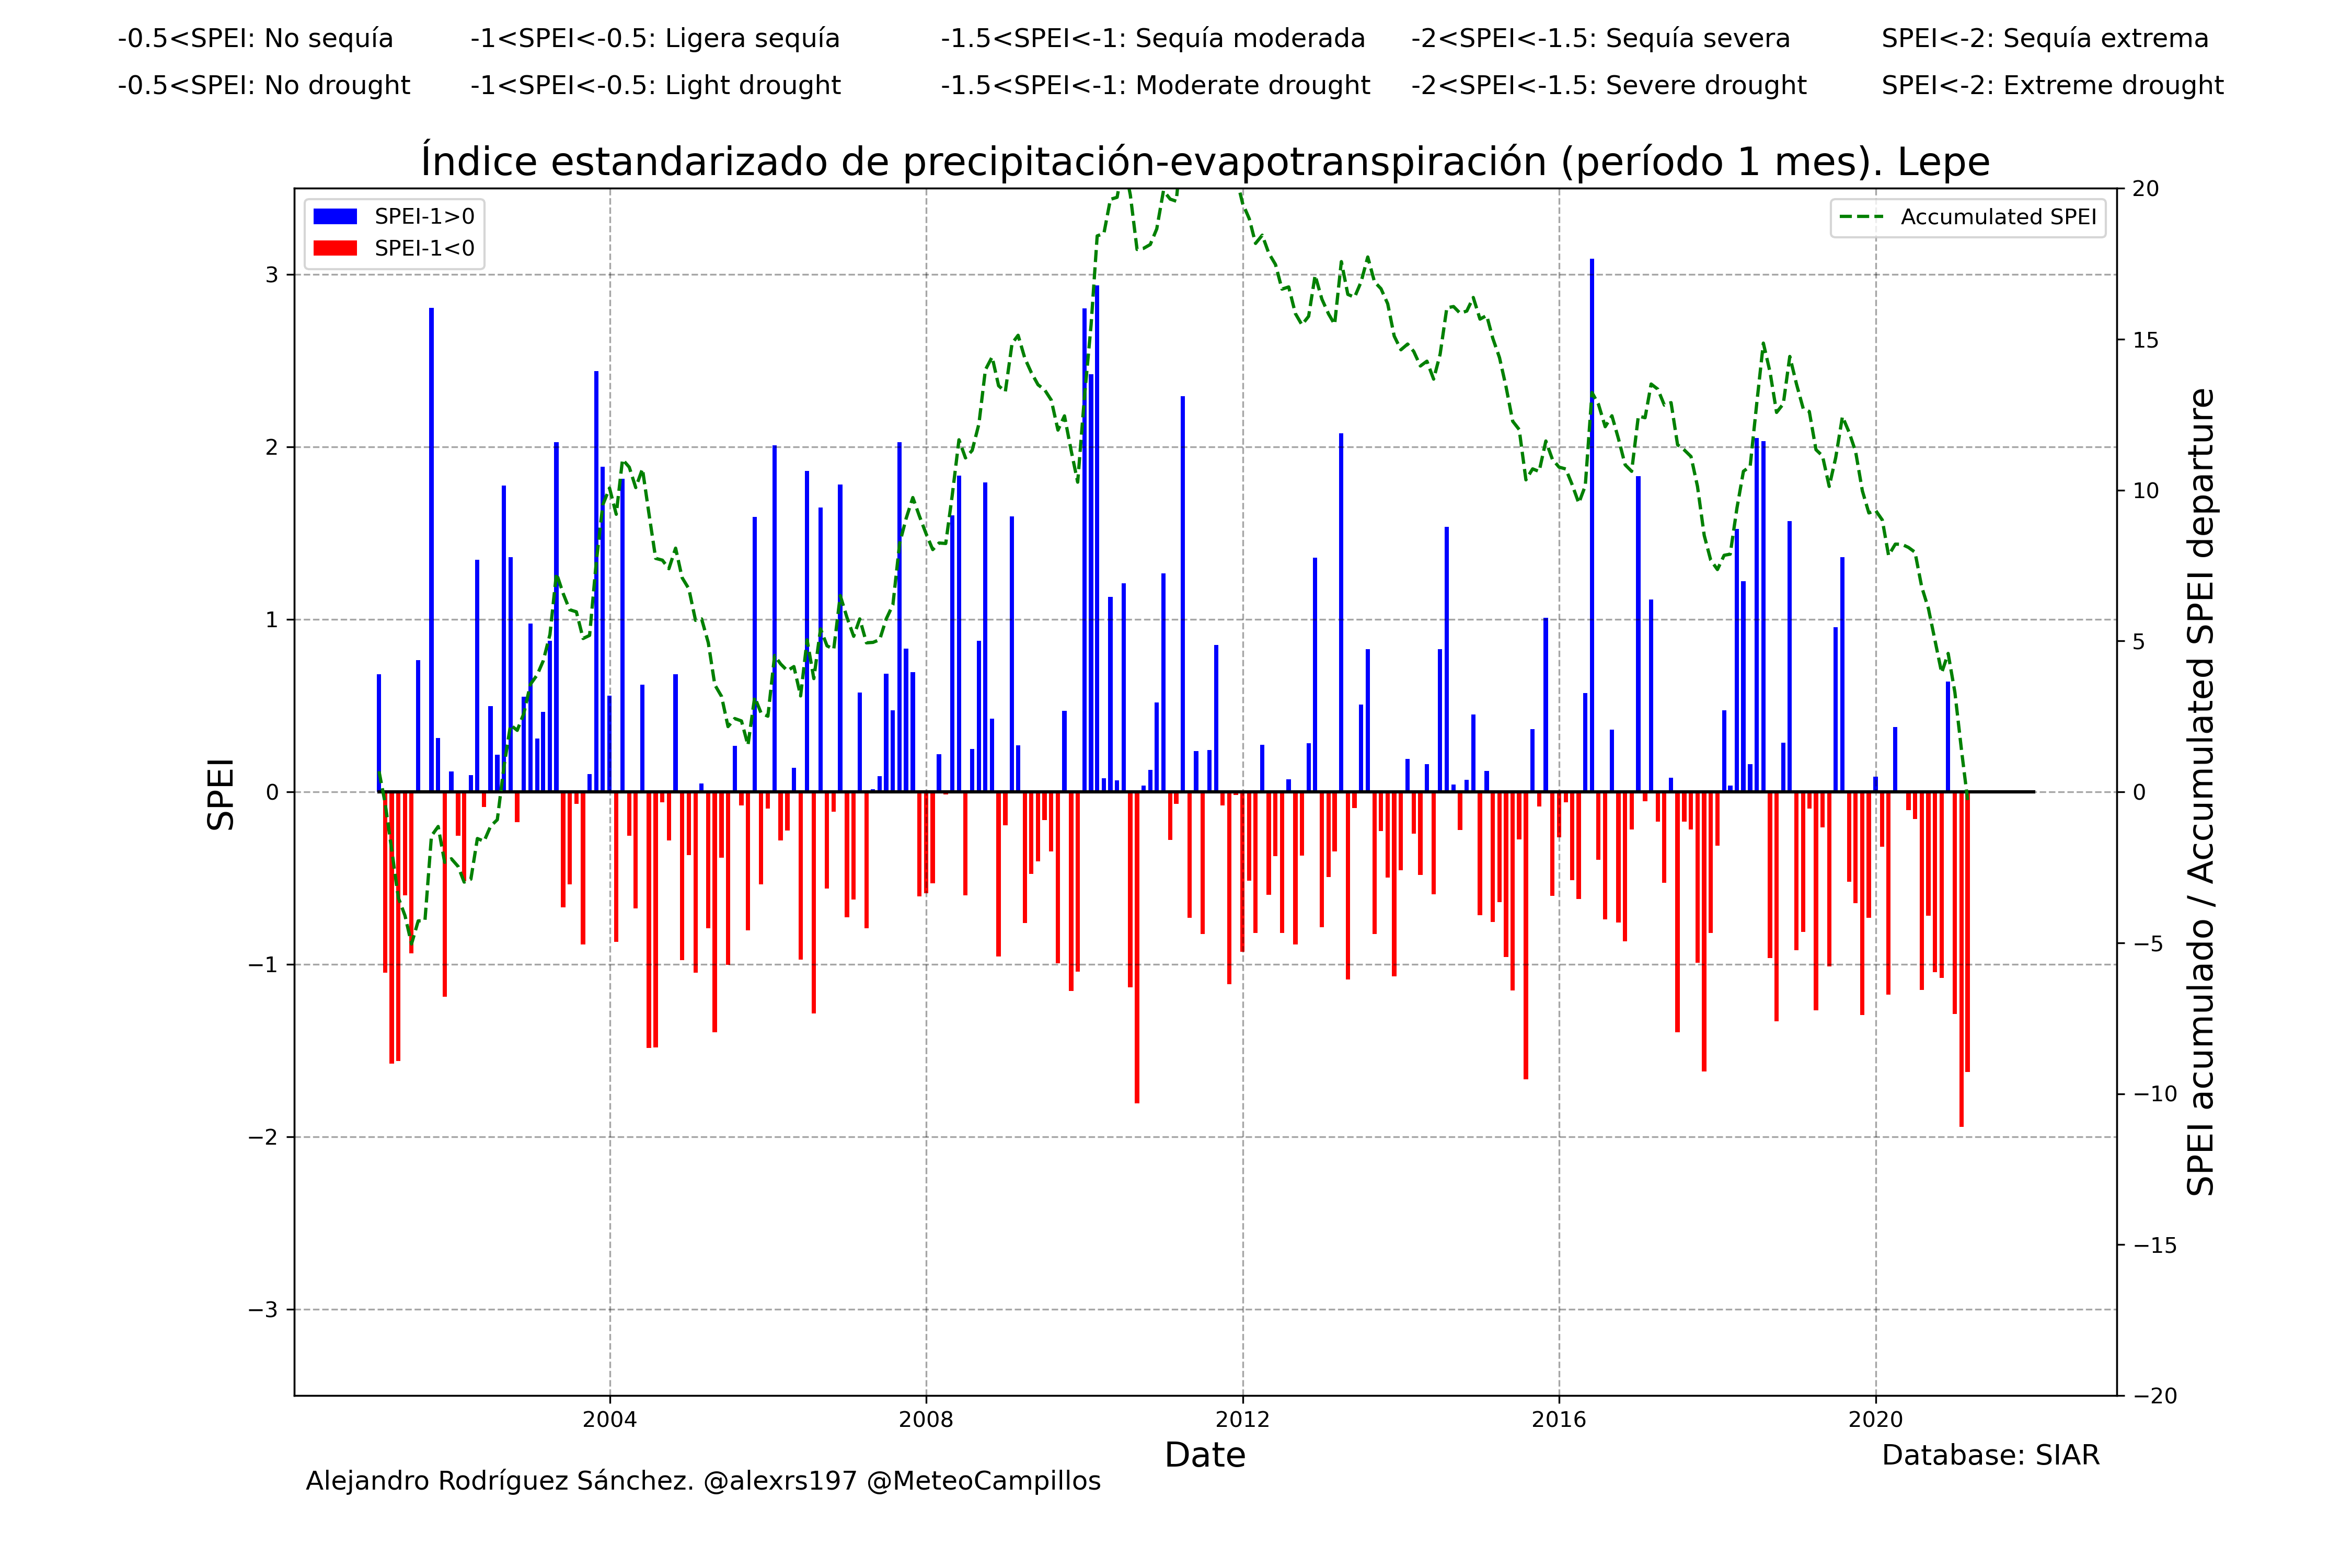 -0.5<SPEI: No sequía -1<SPEI<-0.5: Ligera sequía -1.5<SPEI<-1: Sequía moderada -2<SPEI<-1.5: Sequía severa SPEI<-2: Sequía extrema
-0.5<SPEI: No drought -1<SPEI<-0.5: Light drought -1.5<SPEI<-1: Moderate drought -2<SPEI<-1.5: Severe drought SPEI<-2: Extreme drought
Índice estandarizado de precipitación-evapotranspiración (período 1 mes). Lepe
SPEI-1>0
SPEI-1<0
Accumulated SPEI
SPEI
3
2
1
0
−1
−2
−3
20
15
10
5
0
−5
−10
−15
−20
SPEI acumulado / Accumulated SPEI departure
2004 2008 2012 2016 2020
Date
Database: SIAR
Alejandro Rodríguez Sánchez. @alexrs197 @MeteoCampillos